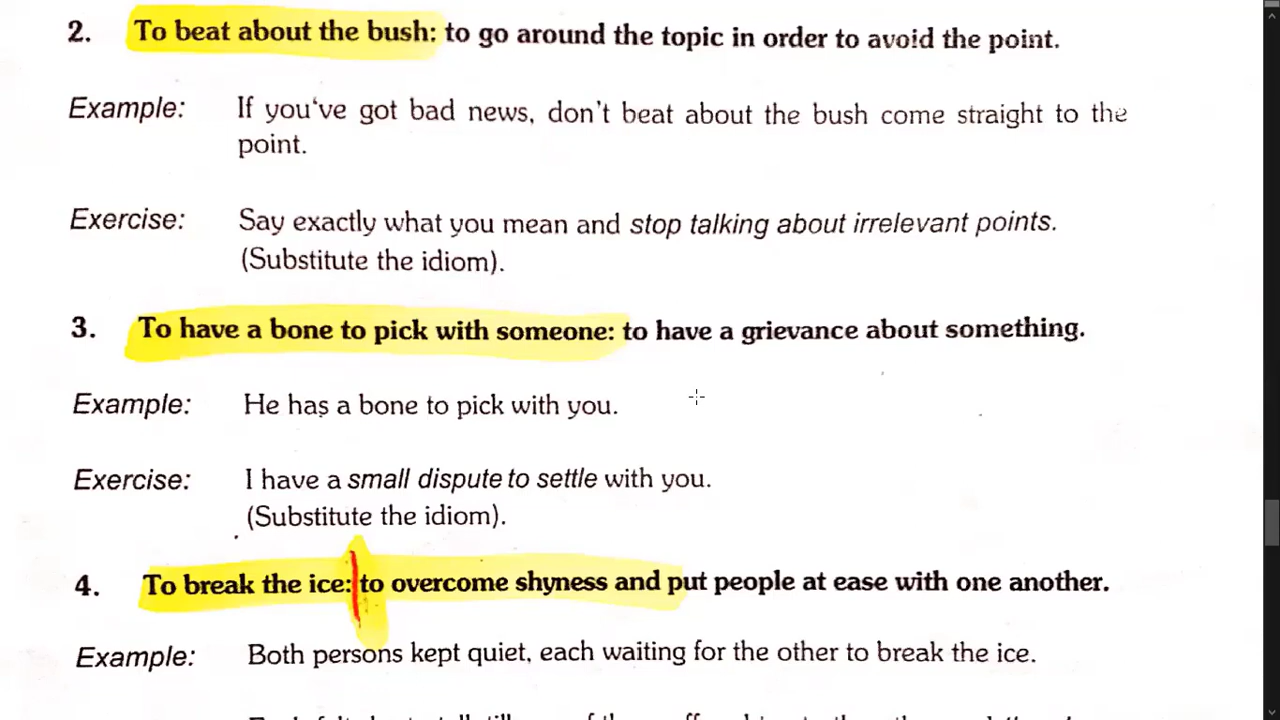 2. To beat about the bush: to go around the topic in order to avoid the point.
Example: If you‘ve got bad news, don’t beat about the bush come straight to the
point.
Exercise: Say exactly what you mean and stop talking about irrelevant points.
(Substitute the idiom).
3. To have a bone to pick with someone: to have a grievance about something.
Example: He has a bone to pick with you.
Exercise: I have a small dispute to settle with you.
(Substitute the idiom).
4. To break the ice: to overcome shyness and put people at ease with one another.
Example: Both persons kept quiet, each waiting for the other to break the ice.